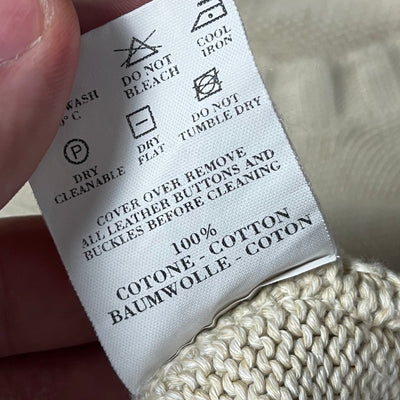 WASH
°C
DO NOT
BLEACH
COOL
IRON
P
DRY
CLEANABLE
DRY
FLAT
DO NOT
TUMBLE DRY
COVER OVER REMOVE
ALL LEATHER BUTTONS AND
BUCKLES BEFORE CLEANING
100%
COTONE - COTTON
BAUMWOLLE - COTON